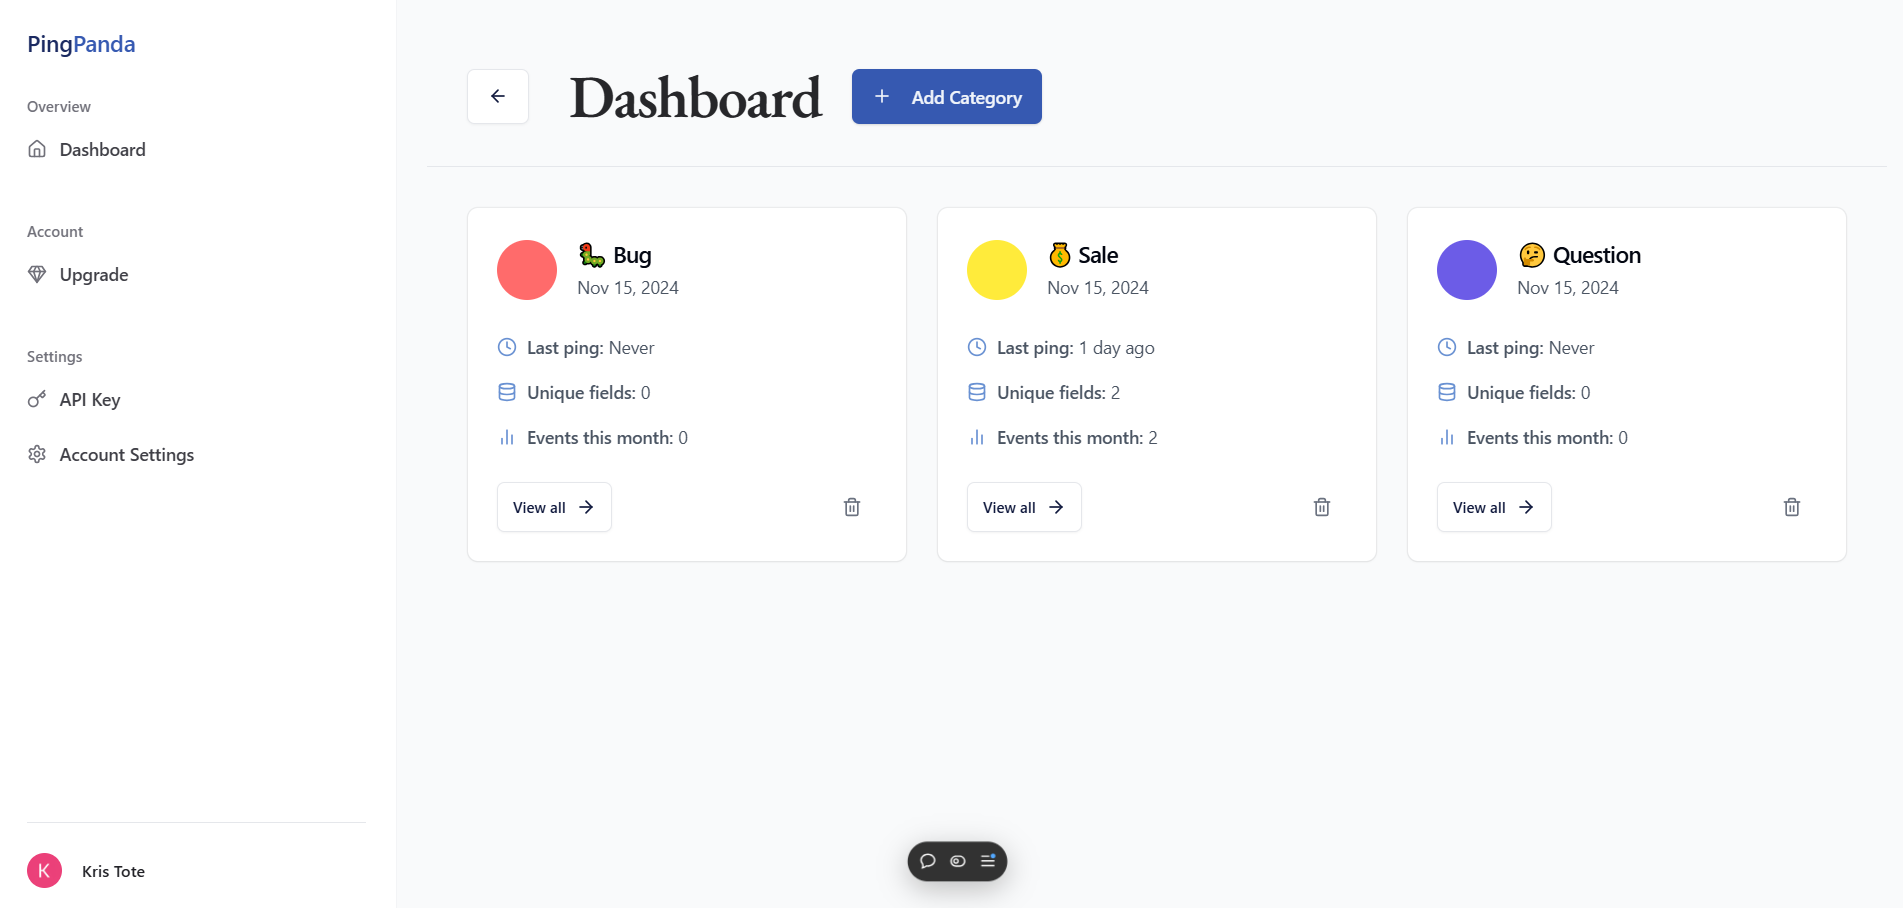 PingPanda
Overview
Dashboard
Account
Upgrade
Settings
API Key
Account Settings
K
Kris Tote
Dashboard
Add Category
🐛 Bug
Nov 15, 2024
Last ping: Never
Unique fields: 0
Events this month: 0
View all
💰 Sale
Nov 15, 2024
Last ping: 1 day ago
Unique fields: 2
Events this month: 2
View all
🤔 Question
Nov 15, 2024
Last ping: Never
Unique fields: 0
Events this month: 0
View all